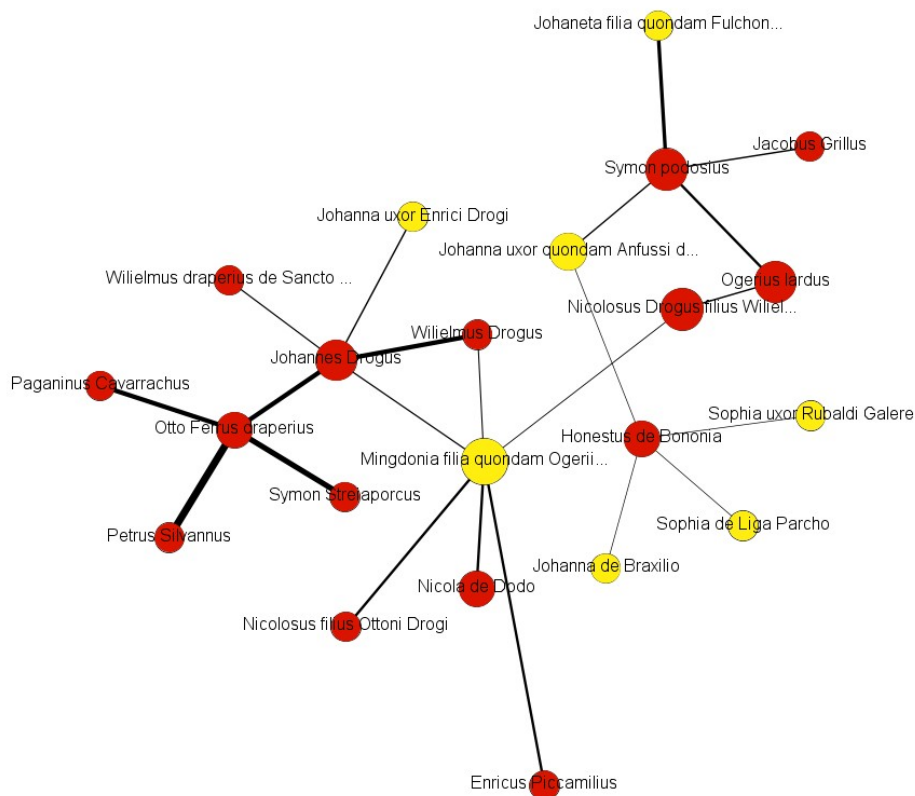 Johaneta filia quondam Fulchon...
Jacobus Grillus
Symon podosius
Johanna uxor Enrici Drogi
Johanna uxor quondam Anfussi d...
Wilielmus draperius de Sancto ...
Ogerius lardus
Nicolosus Drogus filius Wiliel...
Wilielmus Drogus
Johannes Drogus
Paganinus Cavarrachus
Sophia uxor Rubaldi Galere
Otto Ferrus draperius
Honestus de Bononia
Mingdonia filia quondam Ogerii...
Symon Streiaporcus
Sophia de Liga Parcho
Petrus Silvannus
Johanna de Braxilio
Nicola de Dodo
Nicolosus filius Ottoni Drogi
Enricus Piccamilius